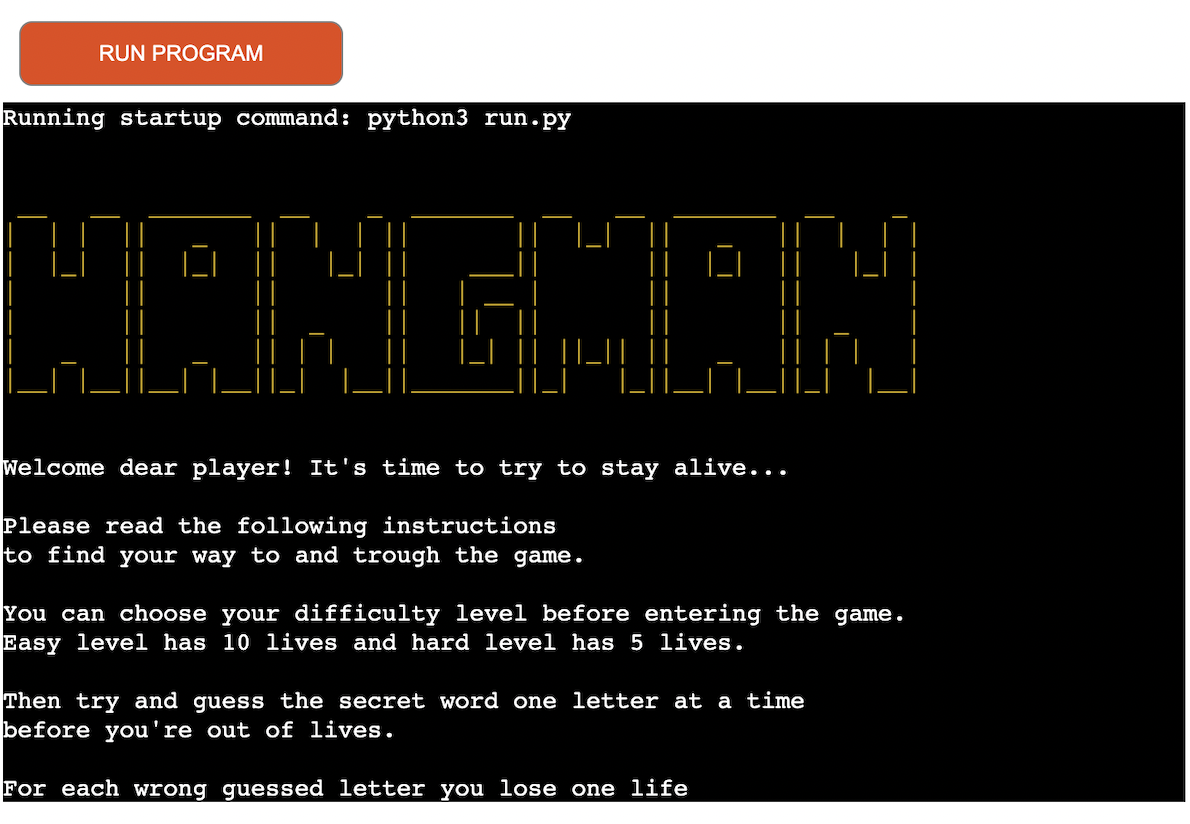 RUN PROGRAM
Running startup command: python3 run.py
HANGMAN
Welcome dear player! It's time to try to stay alive...
Please read the following instructions
to find your way to and trough the game.
You can choose your difficulty level before entering the game.
Easy level has 10 lives and hard level has 5 lives.
Then try and guess the secret word one letter at a time
before you're out of lives.
For each wrong guessed letter you lose one life